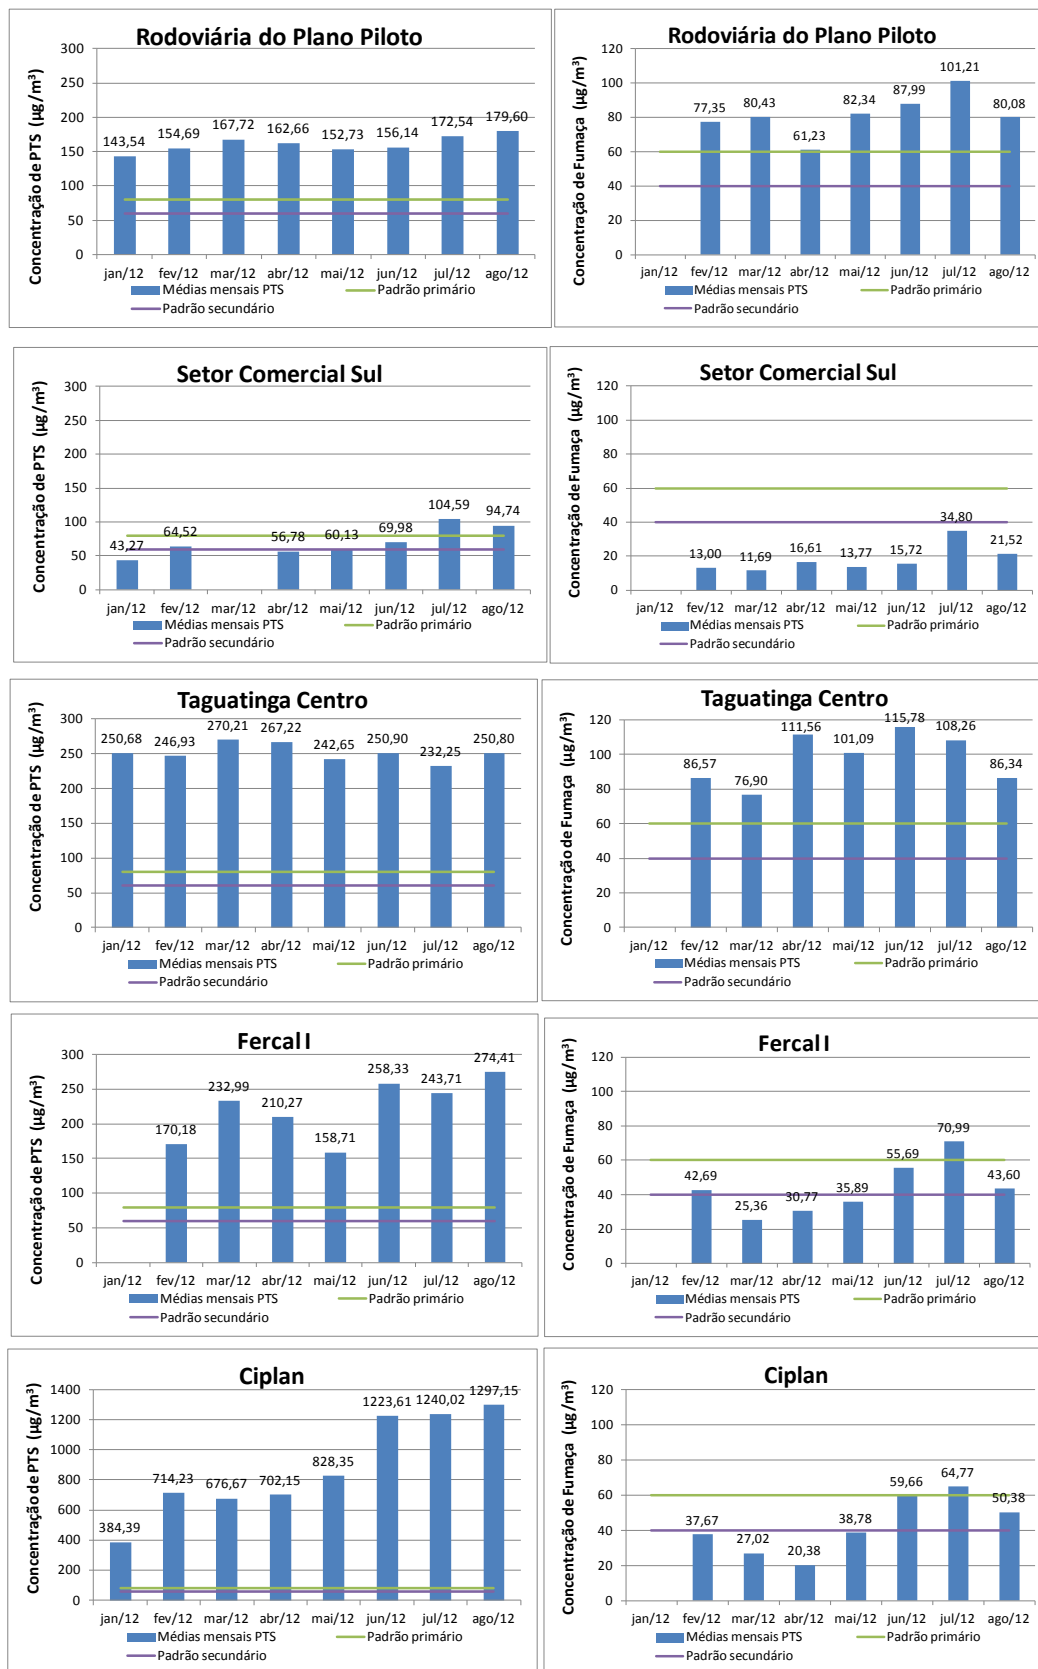 Rodoviária do Plano Piloto
Concentração de PTS (µg/m³)
300
250
200
150
100
50
0
143,54 154,69 167,72 162,66 152,73 156,14 172,54 179,60
jan/12 fev/12 mar/12 abr/12 mai/12 jun/12 jul/12 ago/12
Médias mensais PTS Padrão primário
Padrão secundário
Rodoviária do Plano Piloto
Concentração de Fumaça (µg/m³)
120
100
80
60
40
20
0
77,35 80,43 61,23 82,34 87,99 101,21 80,08
jan/12 fev/12 mar/12 abr/12 mai/12 jun/12 jul/12 ago/12
Médias mensais PTS Padrão primário
Padrão secundário
Setor Comercial Sul
Concentração de PTS (µg/m³)
300
250
200
150
100
50
0
43,27 64,52 56,78 60,13 69,98 104,59 94,74
jan/12 fev/12 mar/12 abr/12 mai/12 jun/12 jul/12 ago/12
Médias mensais PTS Padrão primário
Padrão secundário
Setor Comercial Sul
Concentração de Fumaça (µg/m³)
120
100
80
60
40
20
0
13,00 11,69 16,61 13,77 15,72 34,80 21,52
jan/12 fev/12 mar/12 abr/12 mai/12 jun/12 jul/12 ago/12
Médias mensais PTS Padrão primário
Padrão secundário
Taguatinga Centro
Concentração de PTS (µg/m³)
300
250
200
150
100
50
0
250,68 246,93 270,21 267,22 242,65 250,90 232,25 250,80
jan/12 fev/12 mar/12 abr/12 mai/12 jun/12 jul/12 ago/12
Médias mensais PTS Padrão primário
Padrão secundário
Taguatinga Centro
Concentração de Fumaça (µg/m³)
120
100
80
60
40
20
0
86,57 76,90 111,56 101,09 115,78 108,26 86,34
jan/12 fev/12 mar/12 abr/12 mai/12 jun/12 jul/12 ago/12
Médias mensais PTS Padrão primário
Padrão secundário
Fercal I
Concentração de PTS (µg/m³)
300
250
200
150
100
50
0
170,18 232,99 210,27 158,71 258,33 243,71 274,41
jan/12 fev/12 mar/12 abr/12 mai/12 jun/12 jul/12 ago/12
Médias mensais PTS Padrão primário
Padrão secundário
Fercal I
Concentração de Fumaça (µg/m³)
120
100
80
60
40
20
0
42,69 25,36 30,77 35,89 55,69 70,99 43,60
jan/12 fev/12 mar/12 abr/12 mai/12 jun/12 jul/12 ago/12
Médias mensais PTS Padrão primário
Padrão secundário
Ciplan
Concentração de PTS (µg/m³)
1400
1200
1000
800
600
400
200
0
384,39 714,23 676,67 702,15 828,35 1223,61 1240,02 1297,15
jan/12 fev/12 mar/12 abr/12 mai/12 jun/12 jul/12 ago/12
Médias mensais PTS Padrão primário
Padrão secundário
Ciplan
Concentração de Fumaça (µg/m³)
120
100
80
60
40
20
0
37,67 27,02 20,38 38,78 59,66 64,77 50,38
jan/12 fev/12 mar/12 abr/12 mai/12 jun/12 jul/12 ago/12
Médias mensais PTS Padrão primário
Padrão secundário